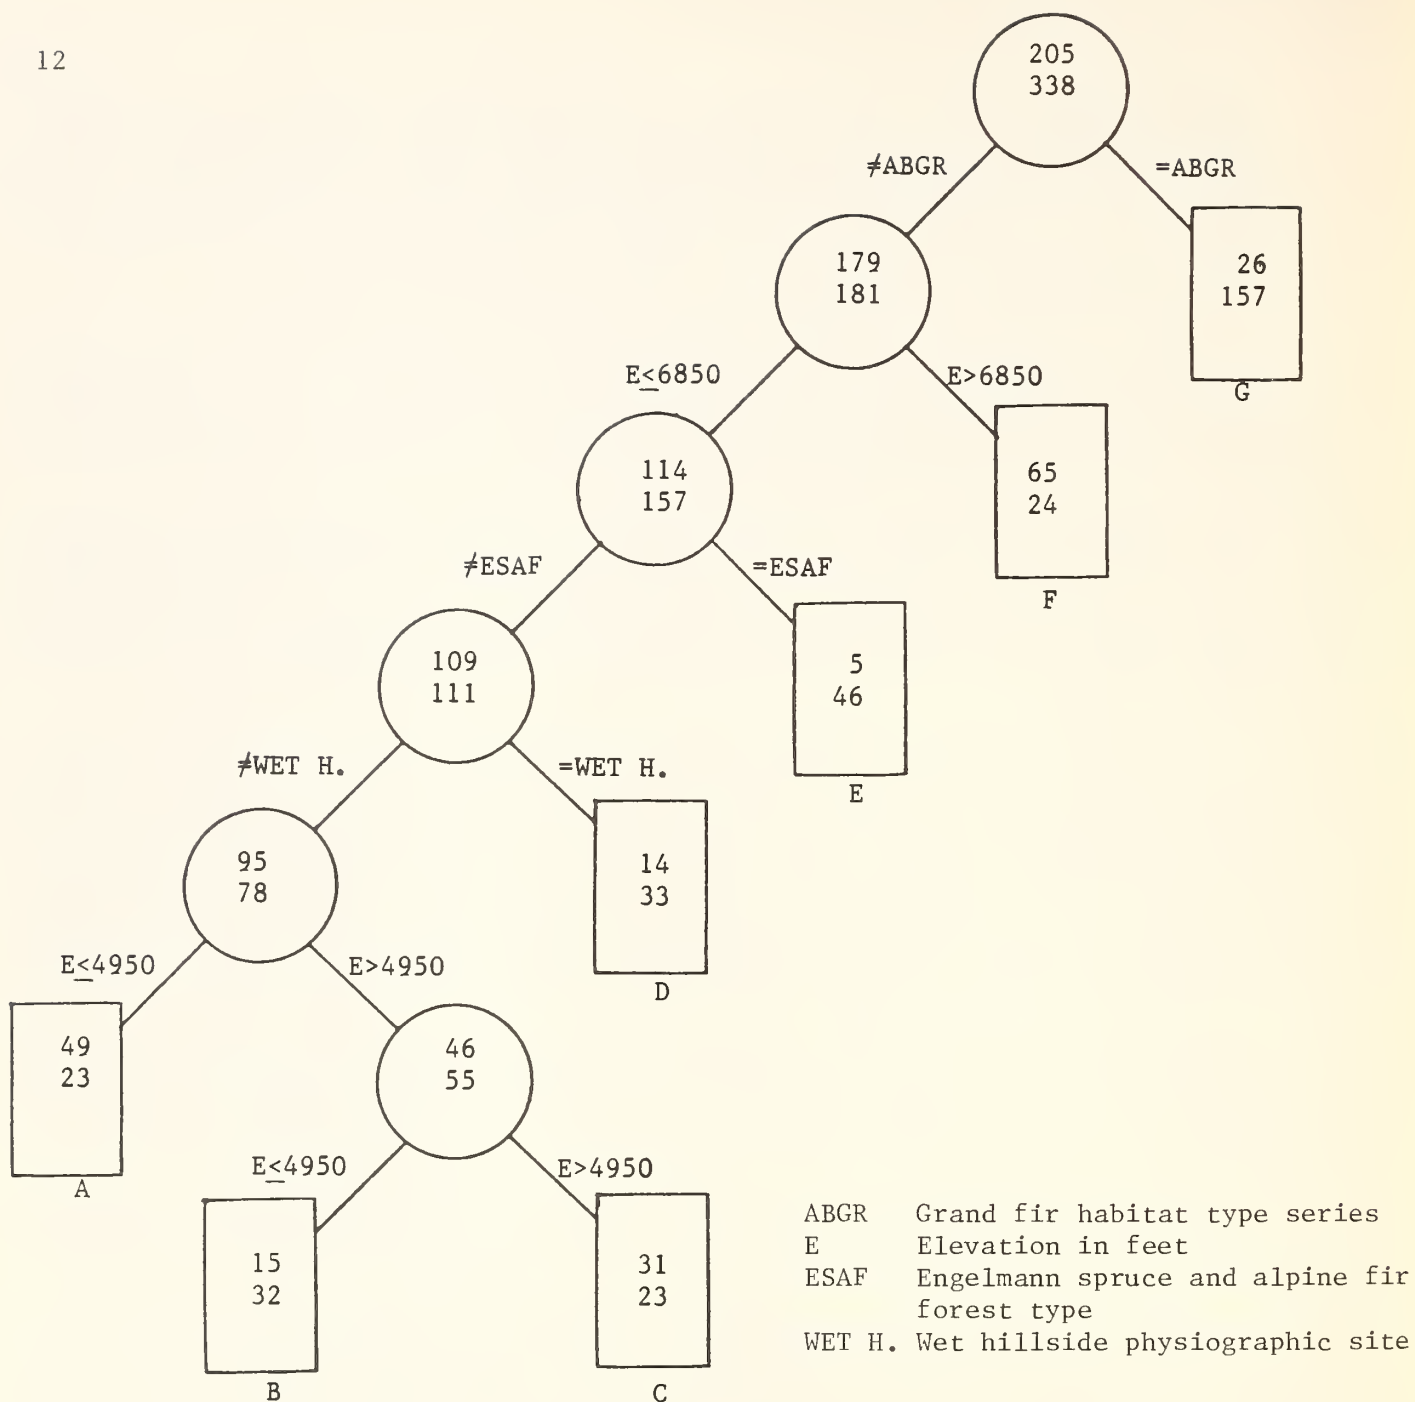 12
205
338
≠ABGR
=ABGR
179
181
26
157
G
E≤6850
E>6850
114
157
65
24
F
≠ESAF
=ESAF
109
111
5
46
E
≠WET H.
=WET H.
95
78
14
33
D
E≤4950
E>4950
49
23
A
46
55
E≤4950
E>4950
15
32
B
31
23
C
ABGR Grand fir habitat type series
E Elevation in feet
ESAF Engelmann spruce and alpine fir
forest type
WET H. Wet hillside physiographic site